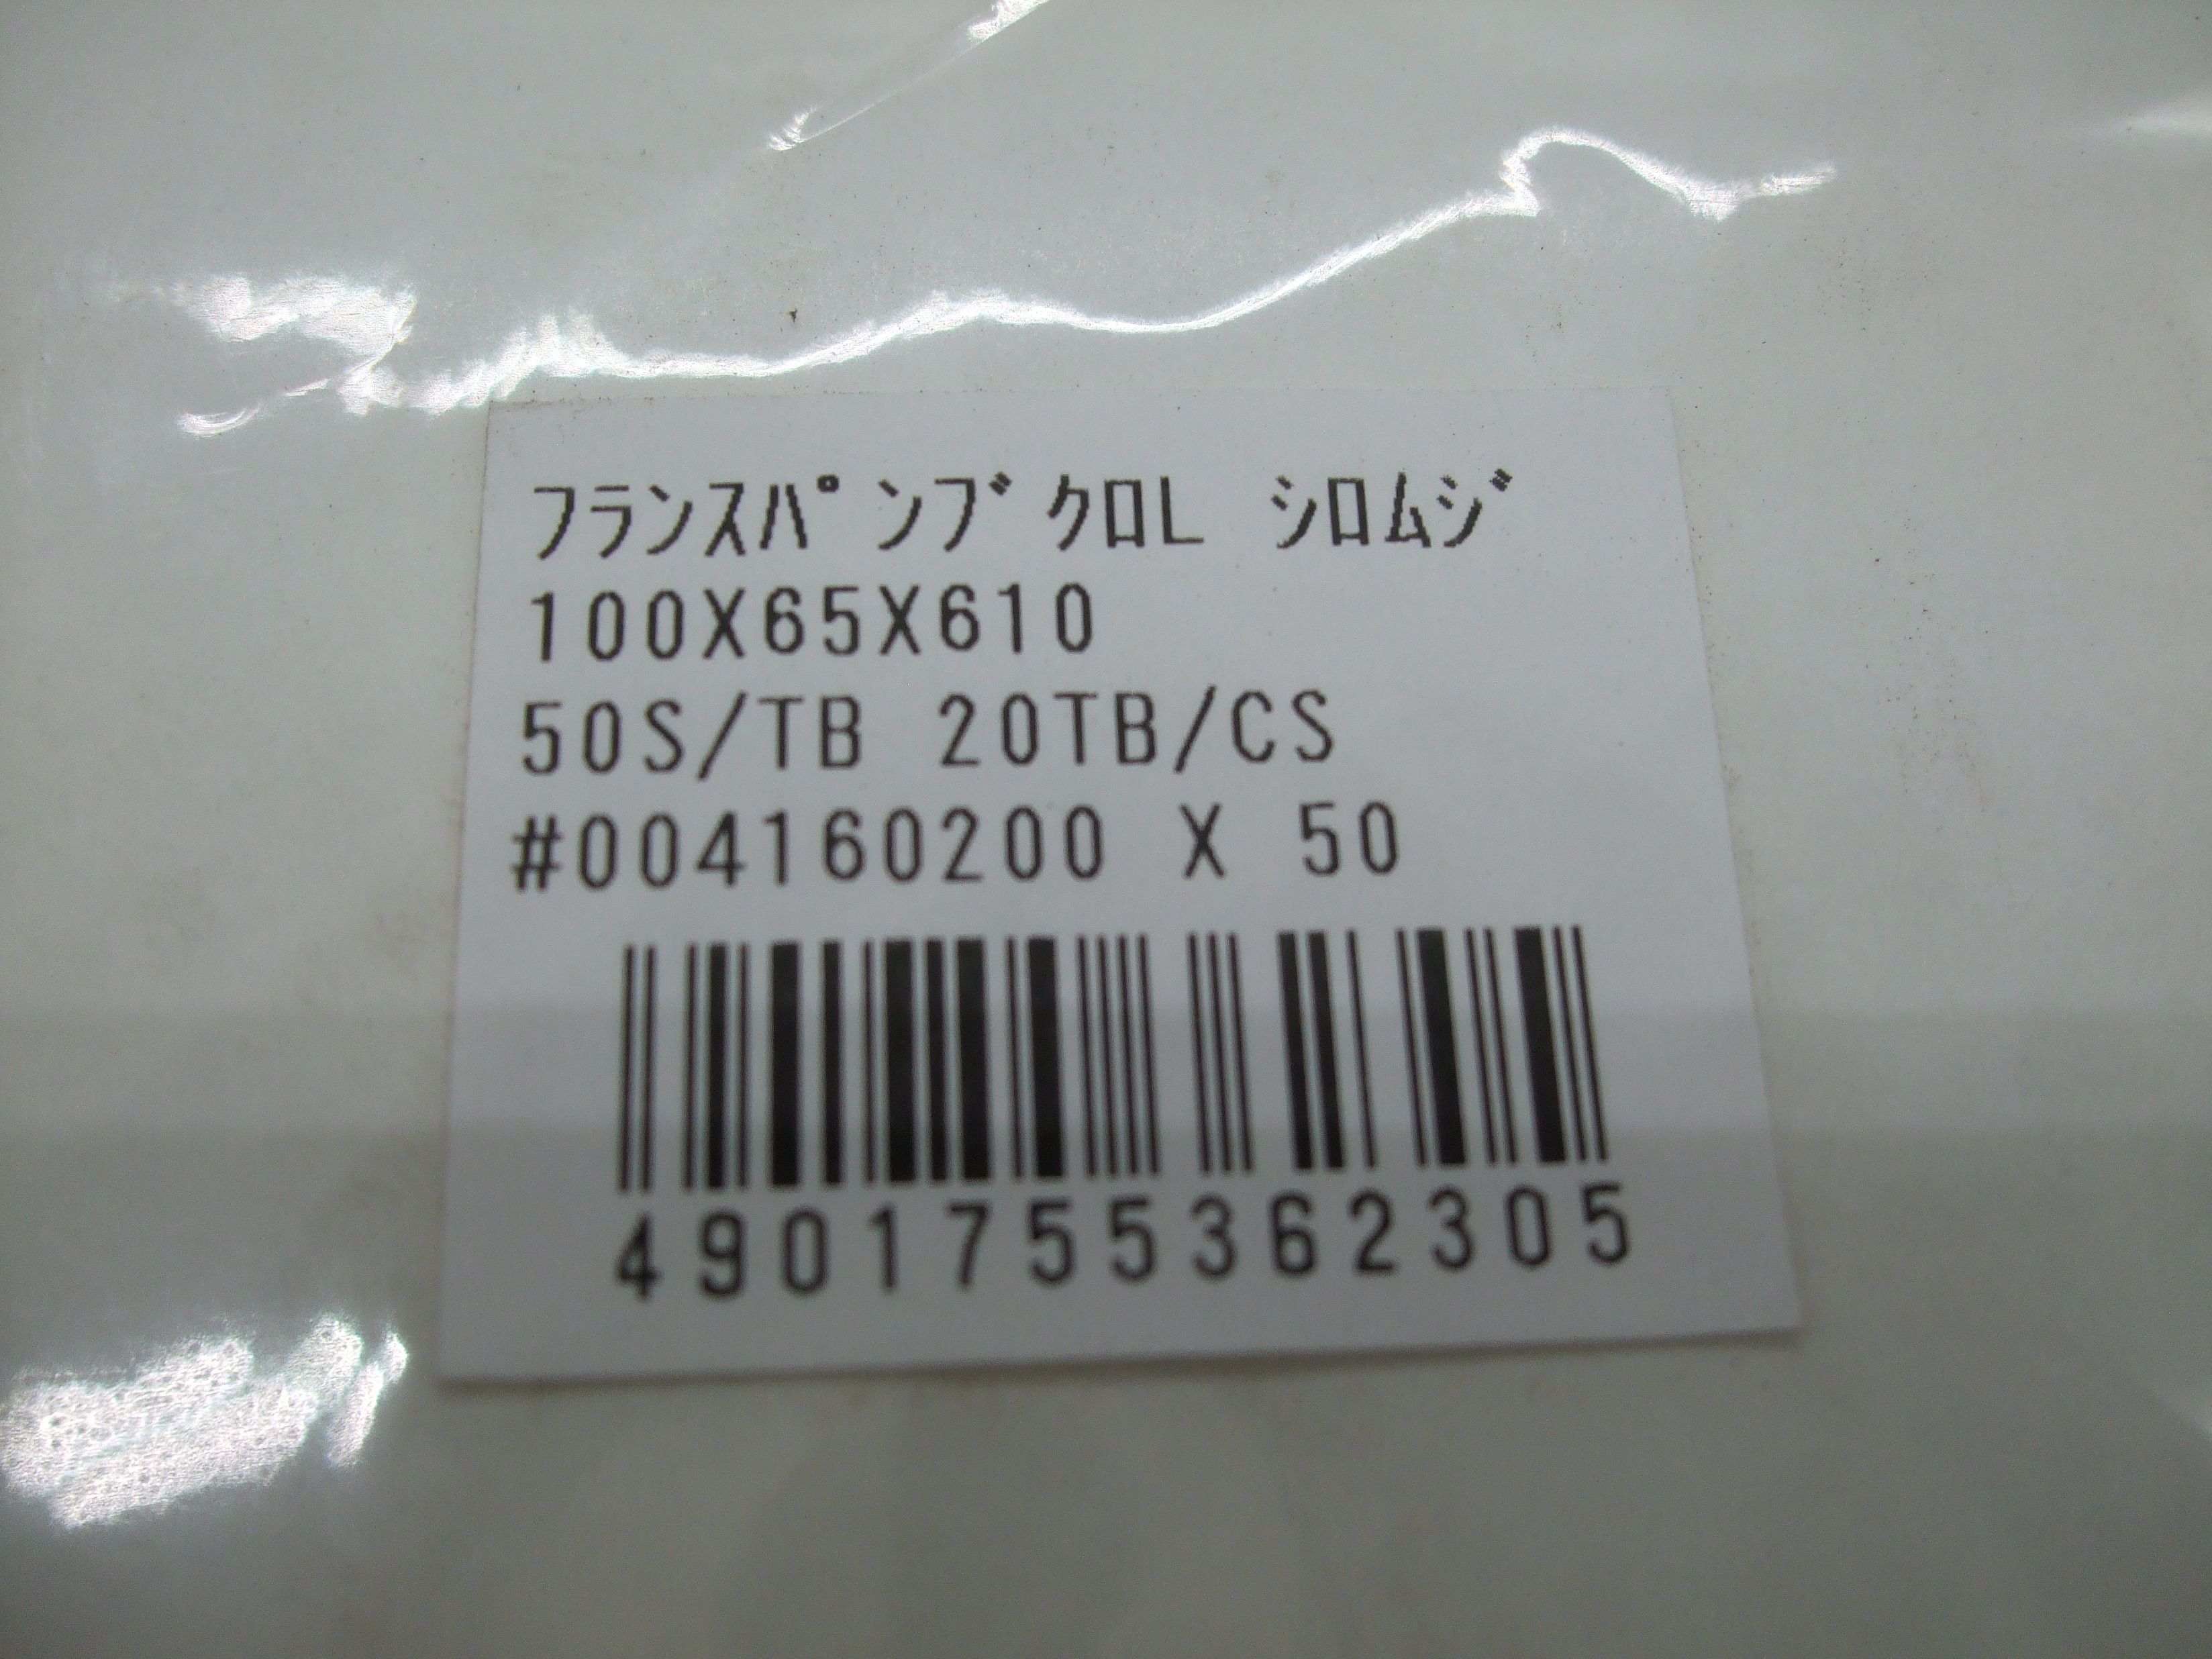 ﾌﾗﾝｽﾊﾟﾝﾌﾞｸﾛL ｼﾛﾑｼﾞ
100X65X610
50S/TB 20TB/CS
#004160200 X 50
4901755362305